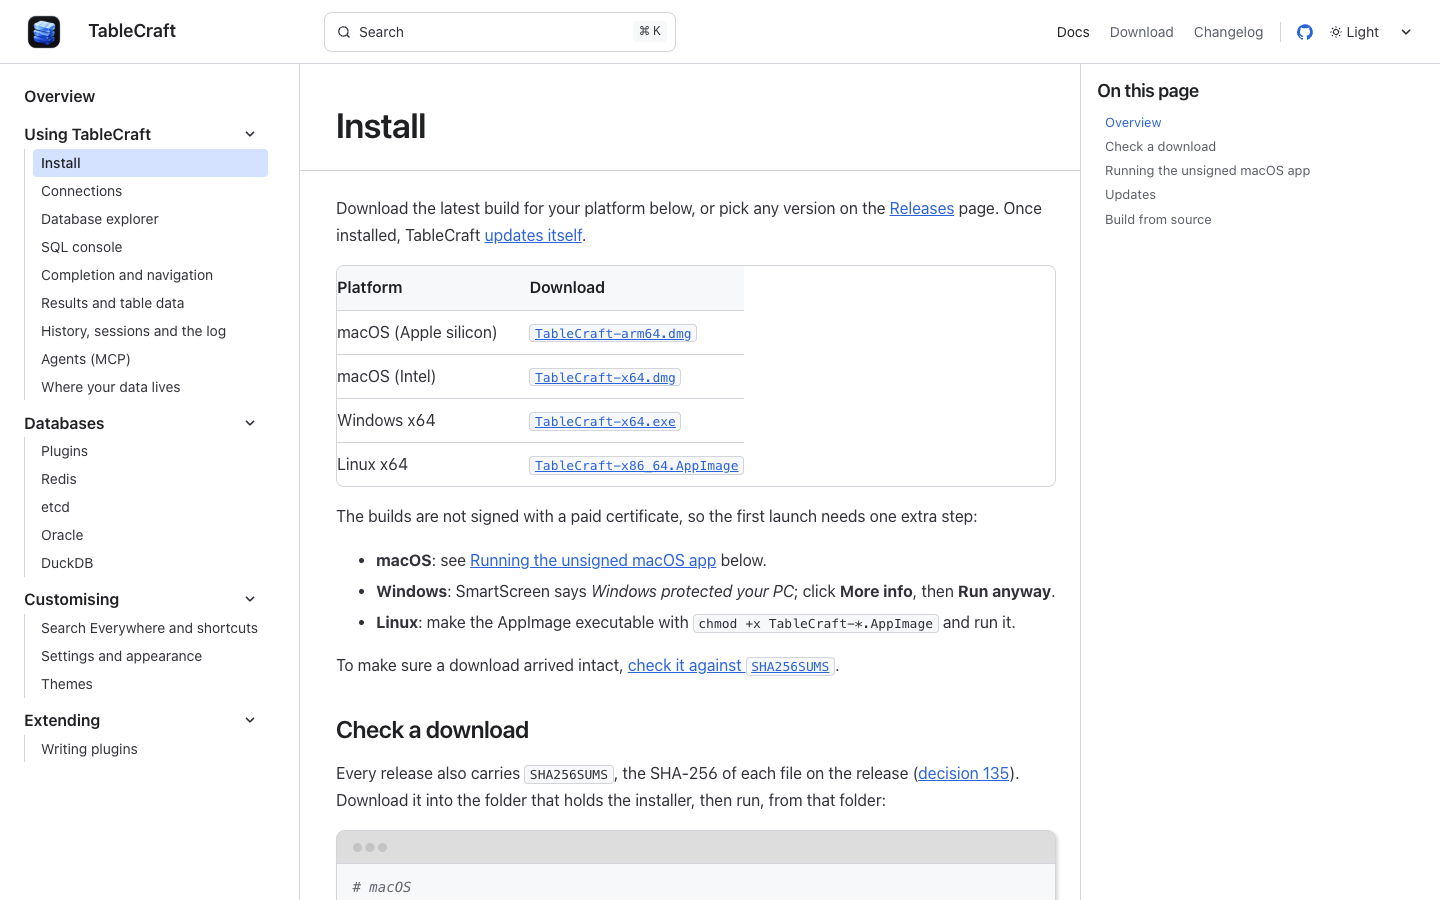 TableCraft
Search
⌘ K
Docs
Download
Changelog
Light
Overview
Using TableCraft
Install
Connections
Database explorer
SQL console
Completion and navigation
Results and table data
History, sessions and the log
Agents (MCP)
Where your data lives
Databases
Plugins
Redis
etcd
Oracle
DuckDB
Customising
Search Everywhere and shortcuts
Settings and appearance
Themes
Extending
Writing plugins
Install
Download the latest build for your platform below, or pick any version on the Releases page. Once
installed, TableCraft updates itself.
Platform Download
macOS (Apple silicon) TableCraft-arm64.dmg
macOS (Intel) TableCraft-x64.dmg
Windows x64 TableCraft-x64.exe
Linux x64 TableCraft-x86_64.AppImage
The builds are not signed with a paid certificate, so the first launch needs one extra step:
• macOS: see Running the unsigned macOS app below.
• Windows: SmartScreen says Windows protected your PC; click More info, then Run anyway.
• Linux: make the AppImage executable with chmod +x TableCraft-*.AppImage and run it.
To make sure a download arrived intact, check it against SHA256SUMS.
Check a download
Every release also carries SHA256SUMS, the SHA-256 of each file on the release (decision 135).
Download it into the folder that holds the installer, then run, from that folder:
# macOS
On this page
Overview
Check a download
Running the unsigned macOS app
Updates
Build from source